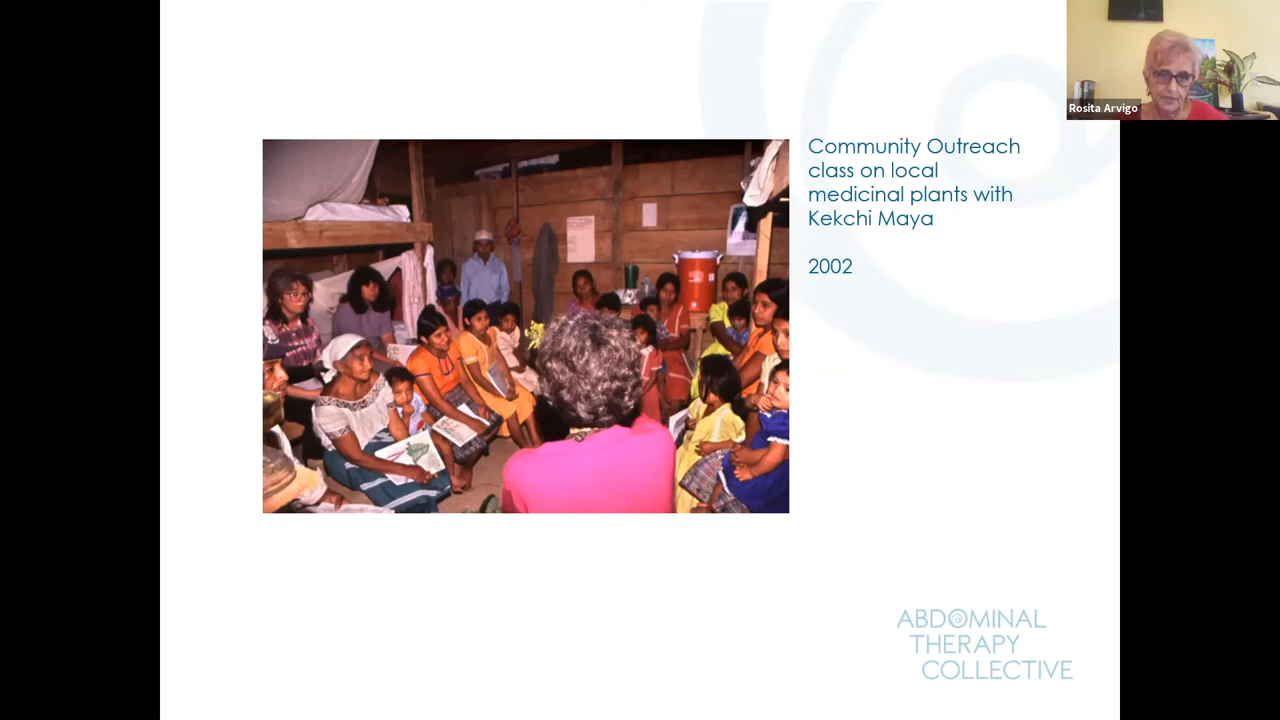 Rosita Arvigo
Community Outreach
class on local
medicinal plants with
Kekchi Maya
2002
ABDOMINAL
THERAPY
COLLECTIVE